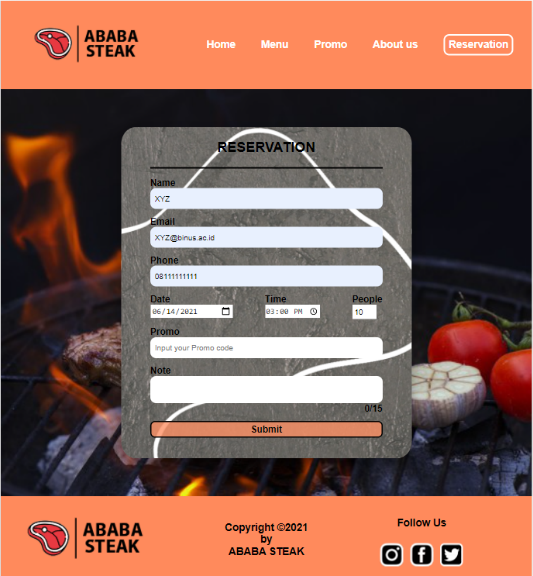 ABABA
STEAK
Home Menu Promo About us Reservation
RESERVATION
Name
XYZ
Email
XYZ@binus.ac.id
Phone
08111111111
Date Time People
06/14/2021 03:00 PM 10
Promo
Input your Promo code
Note
0/15
Submit
ABABA
STEAK
Copyright ©2021
by
ABABA STEAK
Follow Us